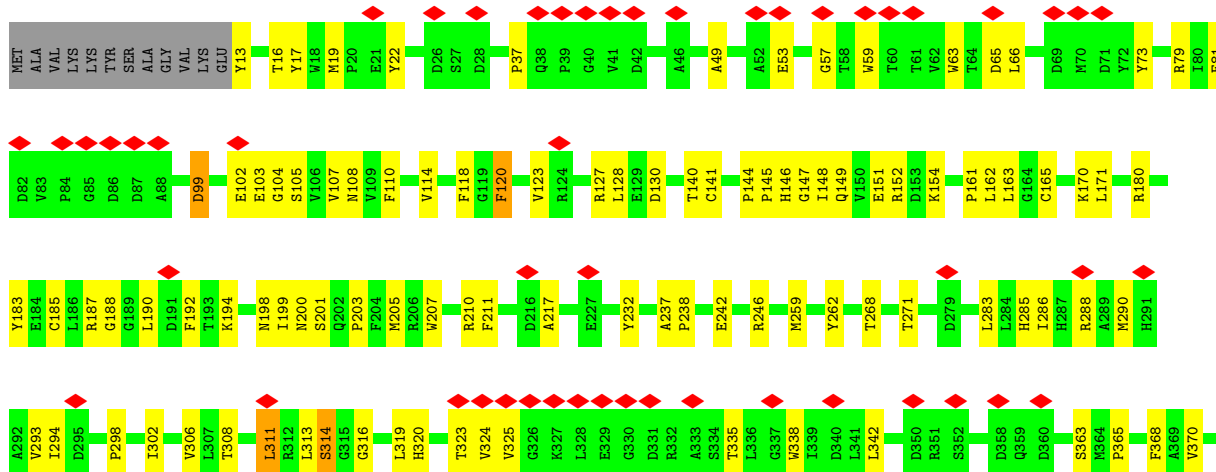 MET ALA VAL LYS LYS TYR SER ALA GLY VAL LYS GLU Y13 T16 Y17 W18 M19 P20 E21 Y22 D26 S27 D28 P37 Q38 P39 G40 V41 D42 A46 A49 A52 E53 G57 T58 W59 T60 T61 V62 W63 T64 D65 L66 D69 M70 D71 Y72 Y73 R79 I80
D82 V83 P84 G85 D86 D87 A88 D99 E102 E103 G104 S105 V106 V107 N108 V109 F110 V114 F118 G119 F120 V123 R124 R127 L128 E129 D130 T140 C141 P144 P145 H146 G147 I148 Q149 V150 E151 R152 D153 K154 P161 L162 L163 G164 C165 K170 L171 R180
Y183 E184 C185 L186 R187 G188 G189 L190 D191 F192 T193 K194 N198 I199 N200 S201 Q202 P203 F204 M205 R206 W207 R210 F211 D216 A217 E227 Y232 A237 P238 E242 R246 M259 Y262 T268 T271 D279 L283 L284 H285 I286 H287 R288 A289 M290 H291
A292 V293 I294 D295 P298 I302 V306 L307 T308 L311 R312 L313 S314 G315 G316 L319 H320 T323 V324 V325 G326 K327 L328 E329 G330 D331 R332 A333 S334 T335 L336 G337 W338 I339 D340 L341 L342 D350 R351 S352 D358 Q359 D360 S363 M364 P365 F368 A369 V370